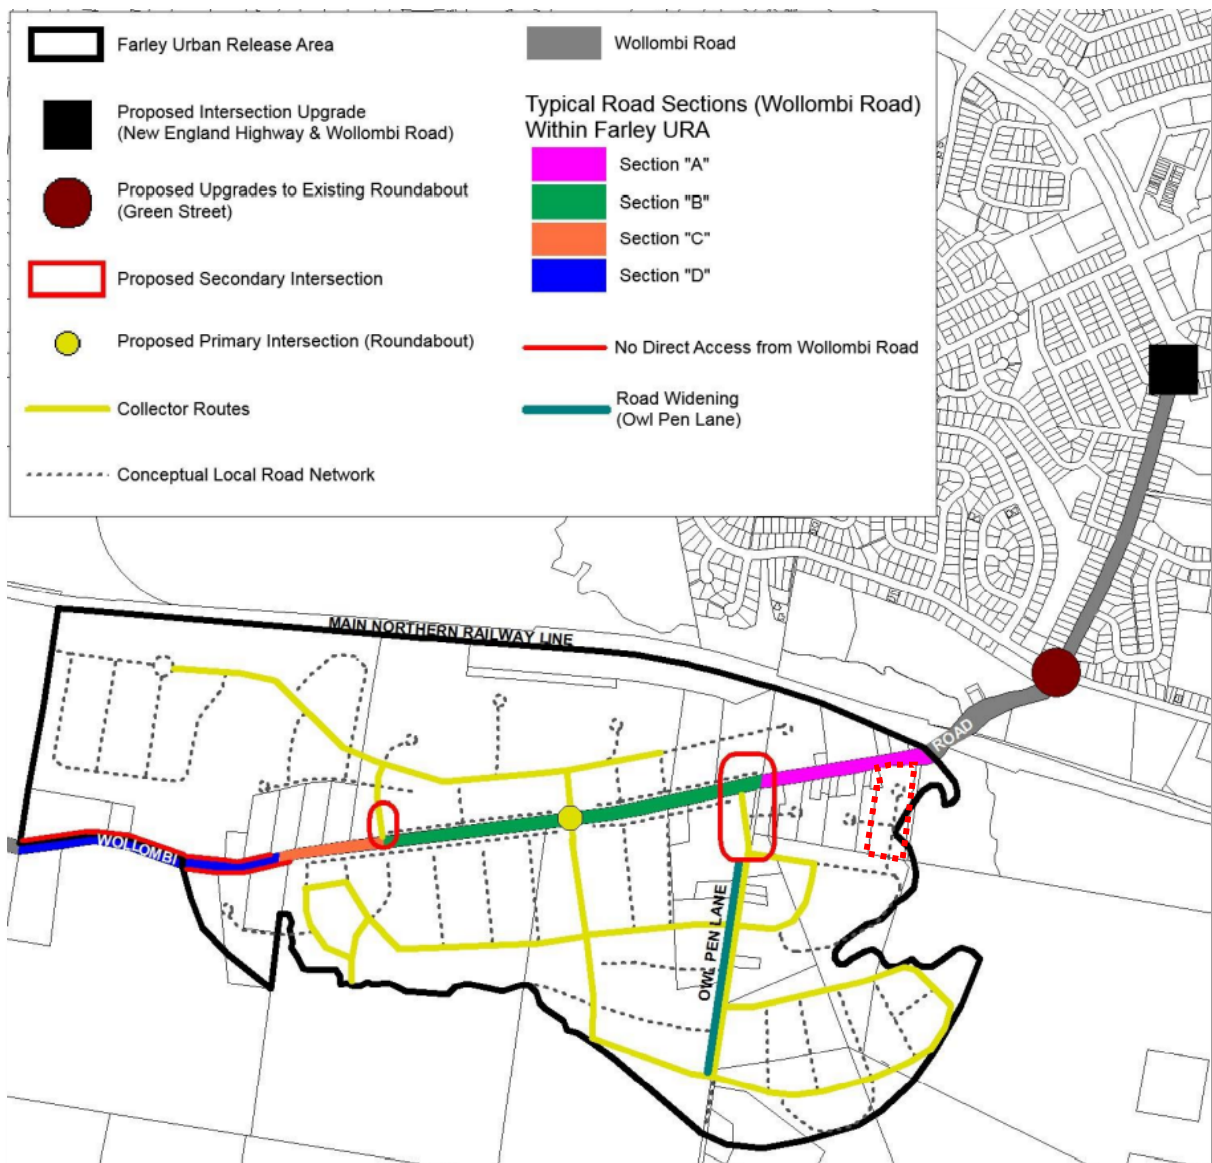 Farley Urban Release Area
Proposed Intersection Upgrade
(New England Highway & Wollombi Road)
Proposed Upgrades to Existing Roundabout
(Green Street)
Proposed Secondary Intersection
Proposed Primary Intersection (Roundabout)
Collector Routes
Conceptual Local Road Network
Wollombi Road
Typical Road Sections (Wollombi Road)
Within Farley URA
Section "A"
Section "B"
Section "C"
Section "D"
No Direct Access from Wollombi Road
Road Widening
(Owl Pen Lane)
MAIN NORTHERN RAILWAY LINE
ROAD
WOLLOMBI
OWL PEN LANE